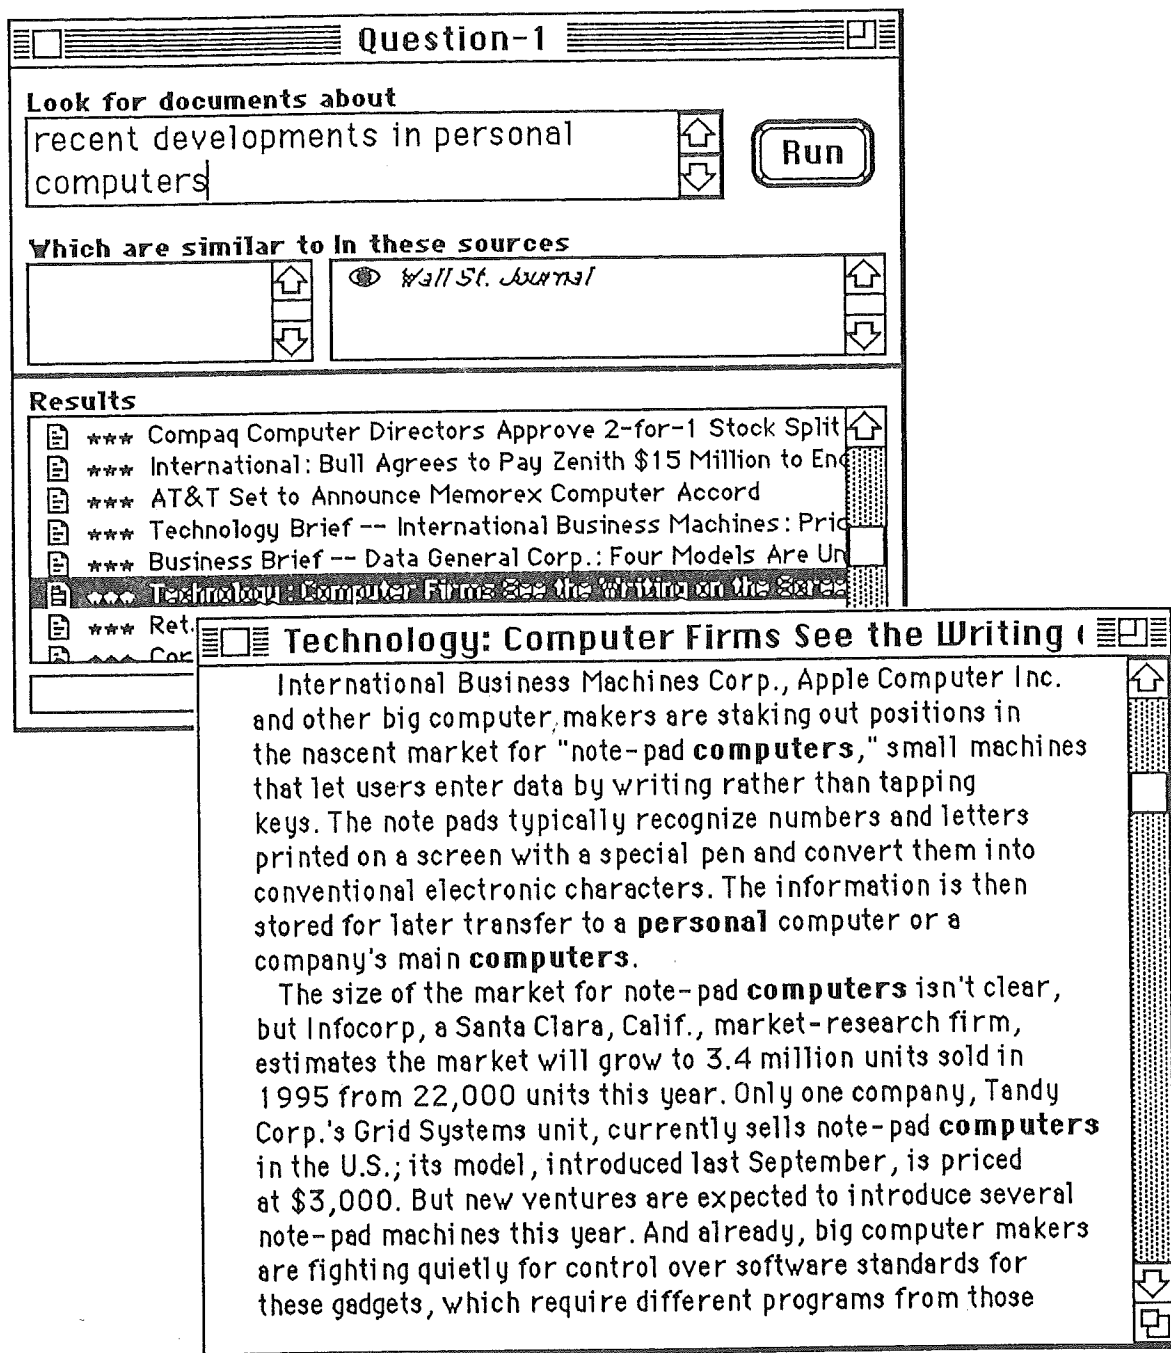 Question-1
Look for documents about
recent developments in personal
computers
Run
Which are similar to In these sources
Wall St. Journal
Results
*** Compaq Computer Directors Approve 2-for-1 Stock Split
*** International: Bull Agrees to Pay Zenith $15 Million to Enc
*** AT&T Set to Announce Memorex Computer Accord
*** Technology Brief -- International Business Machines: Pric
*** Business Brief -- Data General Corp.: Four Models Are Un
*** Technology: Computer Firms See the Writing on the Scree
*** Ret
*** Cor
Technology: Computer Firms See the Writing
International Business Machines Corp., Apple Computer Inc.
and other big computer makers are staking out positions in
the nascent market for "note-pad computers," small machines
that let users enter data by writing rather than tapping
keys. The note pads typically recognize numbers and letters
printed on a screen with a special pen and convert them into
conventional electronic characters. The information is then
stored for later transfer to a personal computer or a
company's main computers.
The size of the market for note-pad computers isn't clear,
but Infocorp, a Santa Clara, Calif., market-research firm,
estimates the market will grow to 3.4 million units sold in
1995 from 22,000 units this year. Only one company, Tandy
Corp.'s Grid Systems unit, currently sells note-pad computers
in the U.S.; its model, introduced last September, is priced
at $3,000. But new ventures are expected to introduce several
note-pad machines this year. And already, big computer makers
are fighting quietly for control over software standards for
these gadgets, which require different programs from those